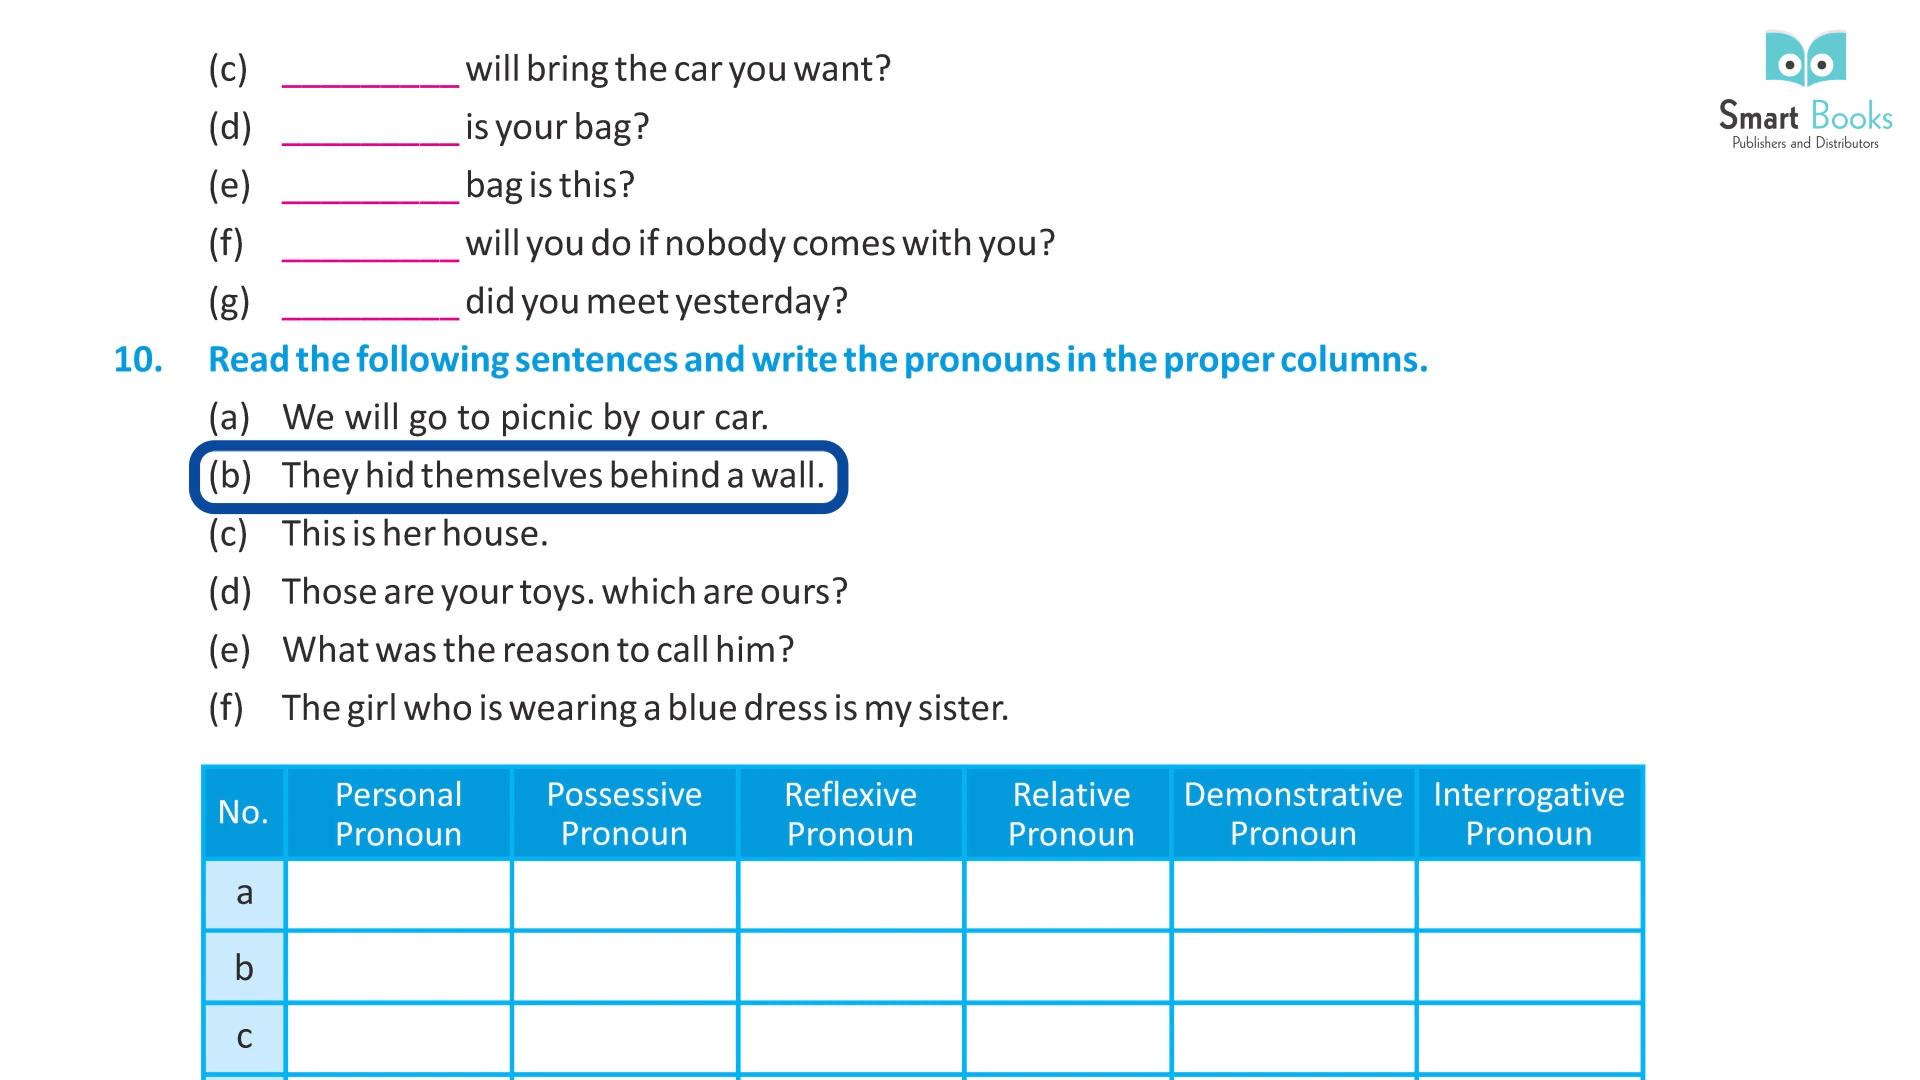 (c) _________ will bring the car you want?
(d) _________ is your bag?
(e) _________ bag is this?
(f) _________ will you do if nobody comes with you?
(g) _________ did you meet yesterday?
Smart Books
Publishers and Distributors
10. Read the following sentences and write the pronouns in the proper columns.
(a) We will go to picnic by our car.
(b) They hid themselves behind a wall.
(c) This is her house.
(d) Those are your toys. which are ours?
(e) What was the reason to call him?
(f) The girl who is wearing a blue dress is my sister.
No. Personal Pronoun Possessive Pronoun Reflexive Pronoun Relative Pronoun Demonstrative Pronoun Interrogative Pronoun
a
b
c